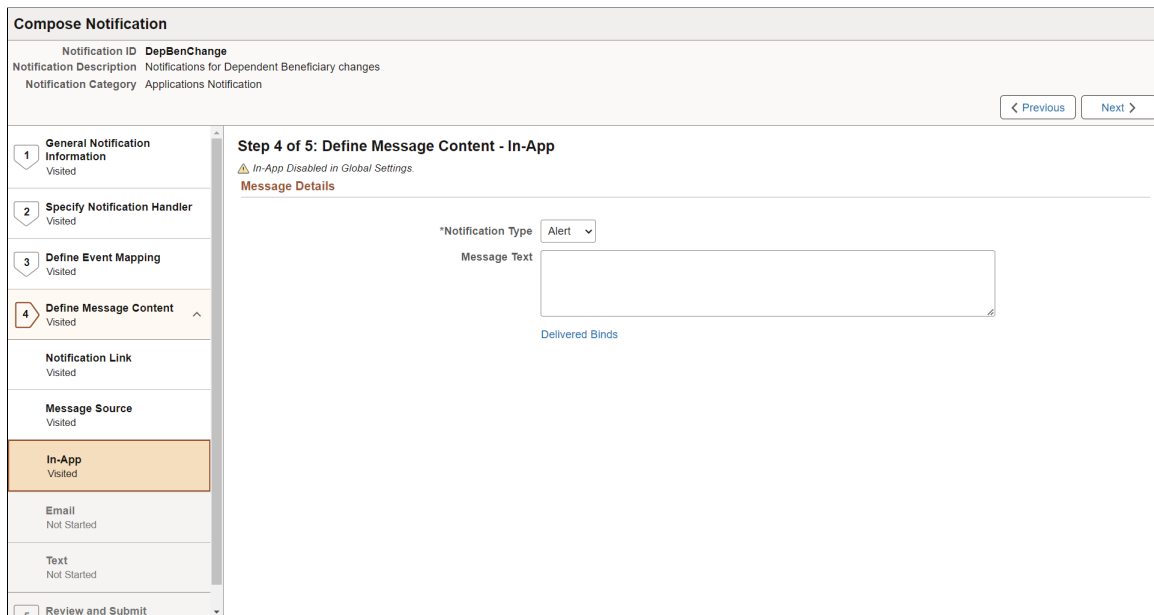 Compose Notification
Notification ID DepBenChange
Notification Description Notifications for Dependent Beneficiary changes
Notification Category Applications Notification
Previous Next
1 General Notification Information
Visited
2 Specify Notification Handler
Visited
3 Define Event Mapping
Visited
4 Define Message Content
Visited
Notification Link
Visited
Message Source
Visited
In-App
Visited
Email
Not Started
Text
Not Started
5 Review and Submit
Step 4 of 5: Define Message Content - In-App
In-App Disabled in Global Settings.
Message Details
*Notification Type Alert
Message Text
Delivered Binds